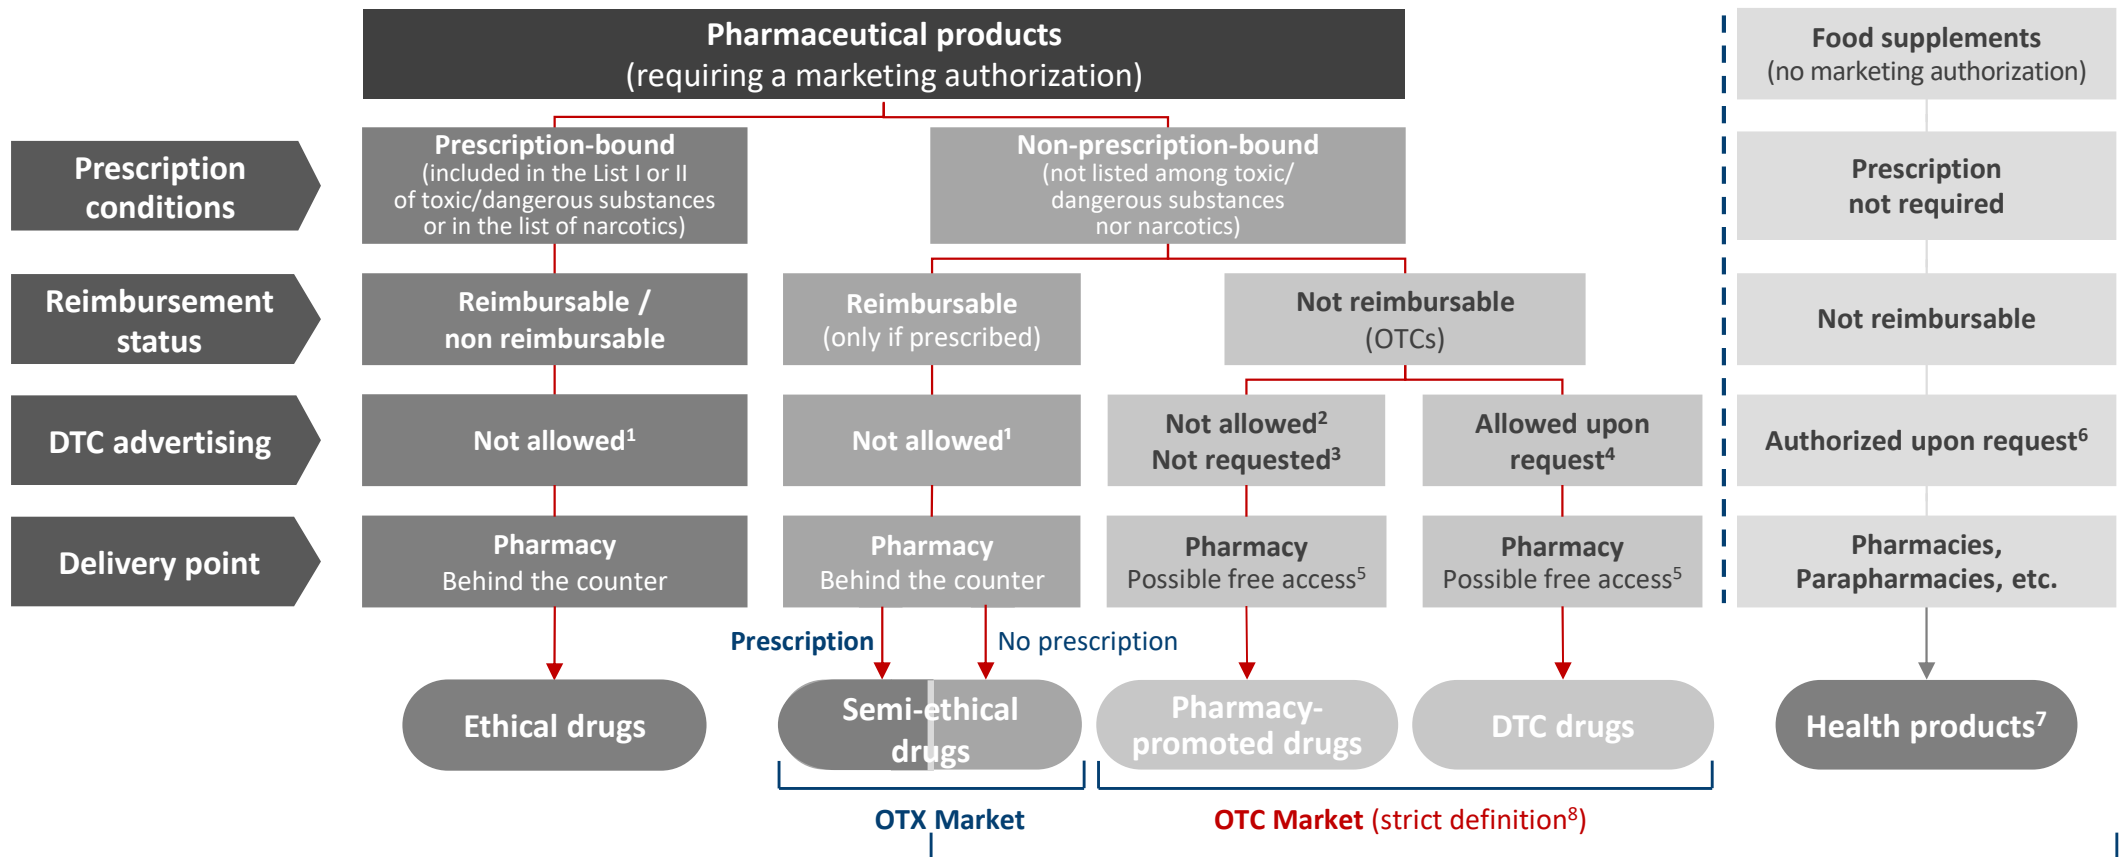 Pharmaceutical products
(requiring a marketing authorization)
Food supplements
(no marketing authorization)
Prescription
conditions
Prescription-bound
(included in the List I or II
of toxic/dangerous substances
or in the list of narcotics)
Non-prescription-bound
(not listed among toxic/
dangerous substances
nor narcotics)
Prescription
not required
Reimbursement
status
Reimbursable /
non reimbursable
Reimbursable
(only if prescribed)
Not reimbursable
(OTCs)
Not reimbursable
DTC advertising
Not allowed¹
Not allowed¹
Not allowed²
Not requested³
Allowed upon
request⁴
Authorized upon request⁶
Delivery point
Pharmacy
Behind the counter
Pharmacy
Behind the counter
Pharmacy
Possible free access⁵
Pharmacy
Possible free access⁵
Pharmacies,
Parapharmacies, etc.
Prescription
No prescription
Ethical drugs
Semi-ethical
drugs
Pharmacy-
promoted drugs
DTC drugs
Health products⁷
OTX Market
OTC Market (strict definition⁸)